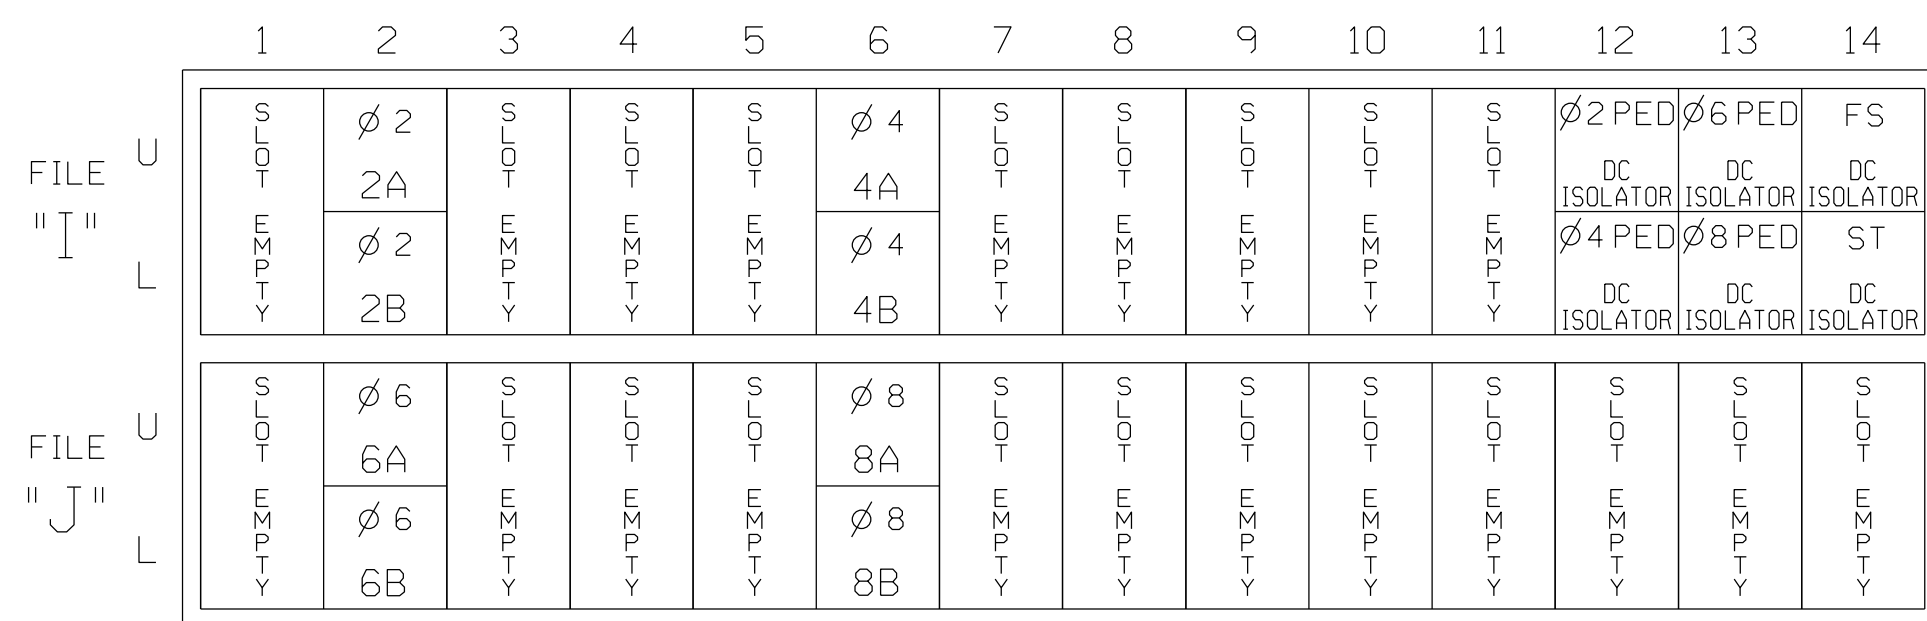 1 2 3 4 5 6 7 8 9 10 11 12 13 14
FILE
"I"
U
L
SLOT EMPTY
Ø 2
2A
Ø 2
2B
SLOT EMPTY
SLOT EMPTY
SLOT EMPTY
Ø 4
4A
Ø 4
4B
SLOT EMPTY
SLOT EMPTY
SLOT EMPTY
SLOT EMPTY
SLOT EMPTY
Ø2 PED
DC
ISOLATOR
Ø4 PED
DC
ISOLATOR
Ø6 PED
DC
ISOLATOR
Ø8 PED
DC
ISOLATOR
FS
DC
ISOLATOR
ST
DC
ISOLATOR
FILE
"J"
U
L
SLOT EMPTY
Ø 6
6A
Ø 6
6B
SLOT EMPTY
SLOT EMPTY
SLOT EMPTY
Ø 8
8A
Ø 8
8B
SLOT EMPTY
SLOT EMPTY
SLOT EMPTY
SLOT EMPTY
SLOT EMPTY
SLOT EMPTY
SLOT EMPTY
SLOT EMPTY